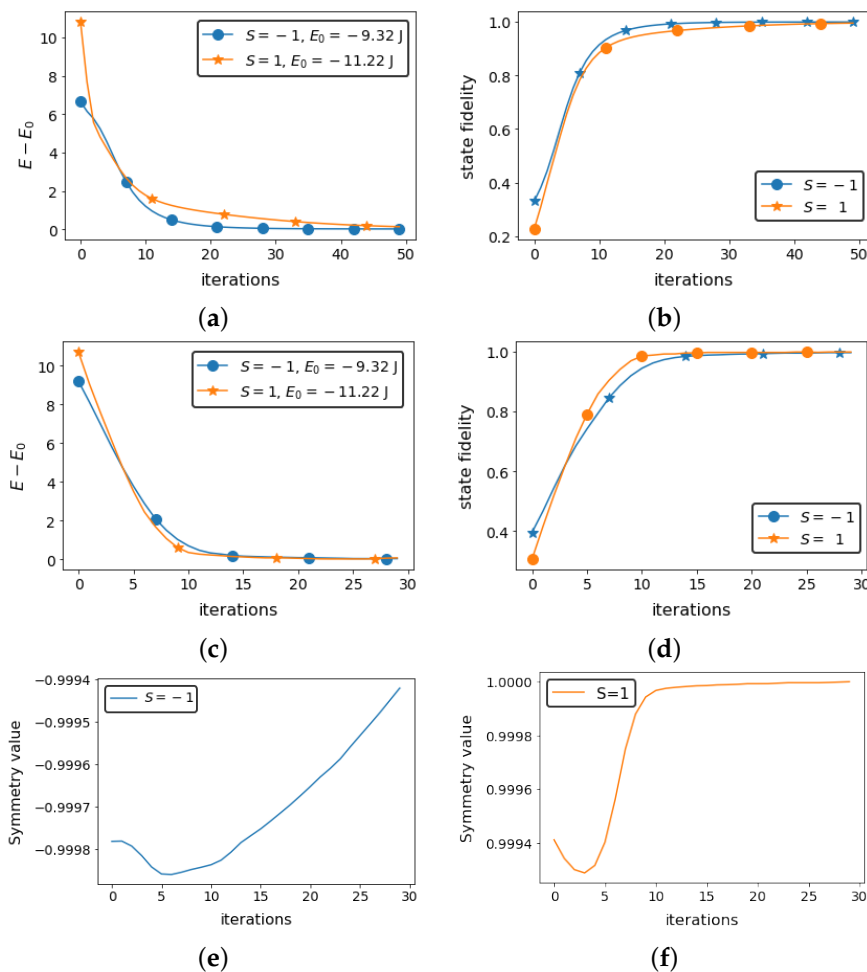 10
8
6
4
2
0
E − E₀
S = − 1, E₀ = − 9.32 J
S = 1, E₀ = − 11.22 J
0 10 20 30 40 50
iterations
(a)
1.0
0.8
0.6
0.4
0.2
state fidelity
S = − 1
S = 1
0 10 20 30 40 50
iterations
(b)
10
8
6
4
2
0
E − E₀
S = − 1, E₀ = − 9.32 J
S = 1, E₀ = − 11.22 J
0 5 10 15 20 25 30
iterations
(c)
1.0
0.8
0.6
0.4
state fidelity
S = − 1
S = 1
0 5 10 15 20 25 30
iterations
(d)
−0.9994
−0.9995
−0.9996
−0.9997
−0.9998
Symmetry value
S = − 1
0 5 10 15 20 25 30
iterations
(e)
1.0000
0.9998
0.9996
0.9994
Symmetry value
S=1
0 5 10 15 20 25 30
iterations
(f)